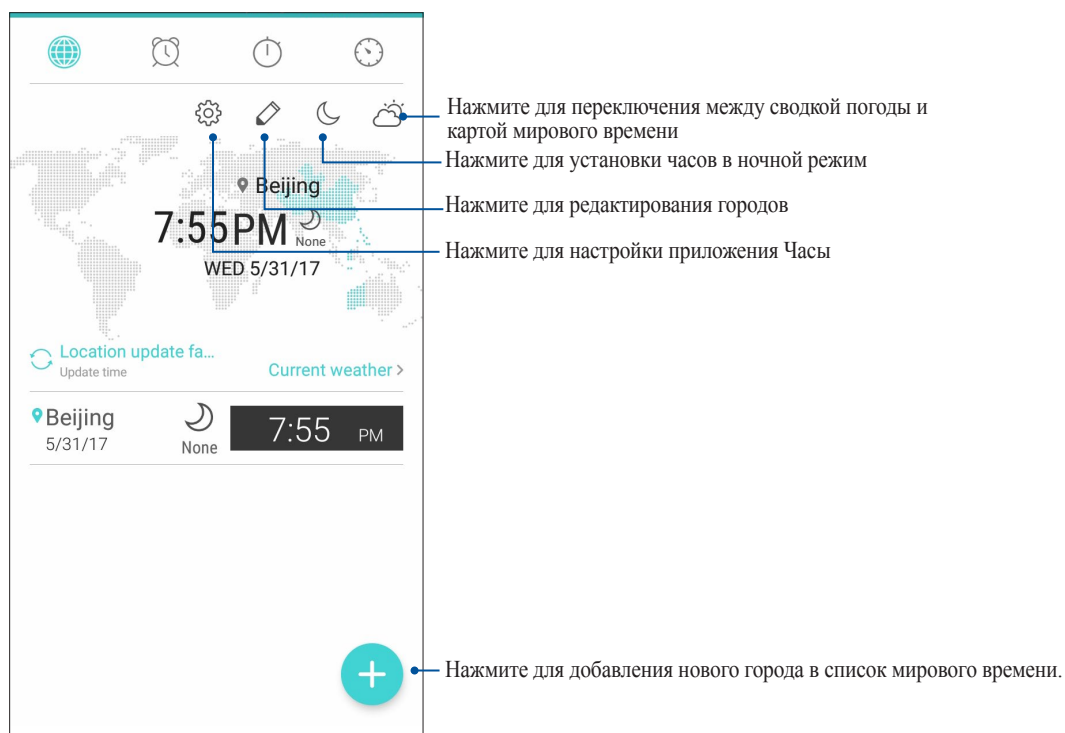 Нажмите для переключения между сводкой погоды и
картой мирового времени
Нажмите для установки часов в ночной режим
Beijing
Нажмите для редактирования городов
7:55PM
None
Нажмите для настройки приложения Часы
WED 5/31/17
Location update fa...
Update time
Current weather >
Beijing
5/31/17
None
7:55 PM
Нажмите для добавления нового города в список мирового времени.